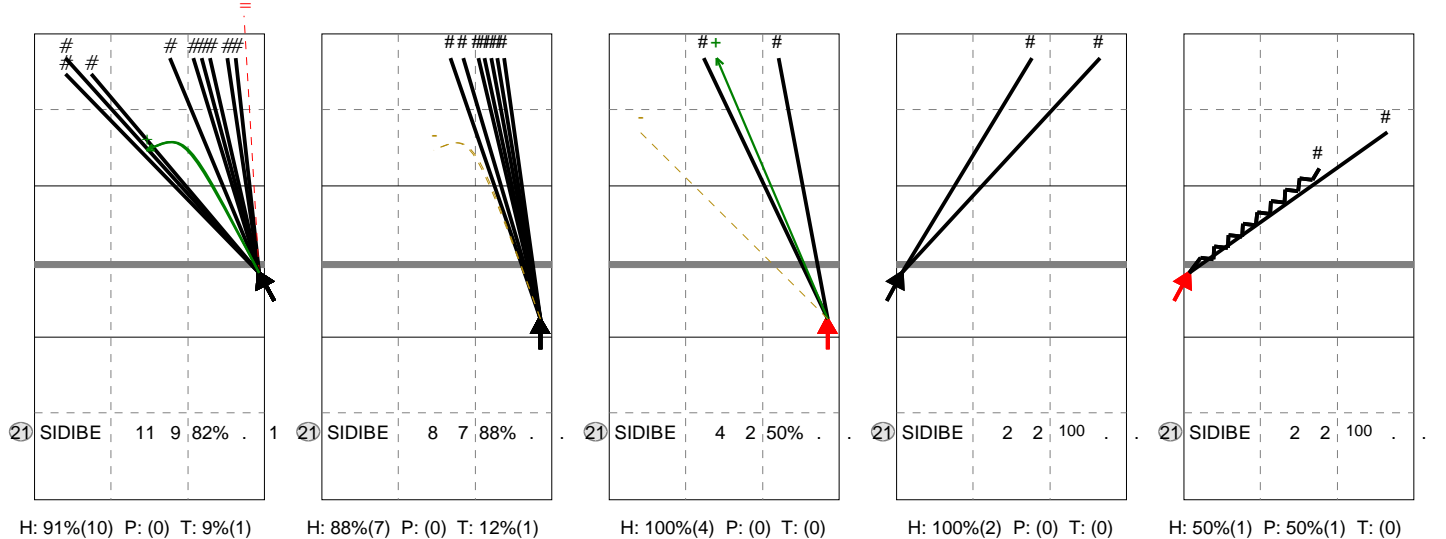 =
# # # # # # # # # #
+
# # # # # # #
-
# + #
-
# #
# #
21 SIDIBE 11 9 82% . 1
21 SIDIBE 8 7 88% . .
21 SIDIBE 4 2 50% . .
21 SIDIBE 2 2 100 . .
21 SIDIBE 2 2 100 . .
H: 91%(10) P: (0) T: 9%(1)
H: 88%(7) P: (0) T: 12%(1)
H: 100%(4) P: (0) T: (0)
H: 100%(2) P: (0) T: (0)
H: 50%(1) P: 50%(1) T: (0)